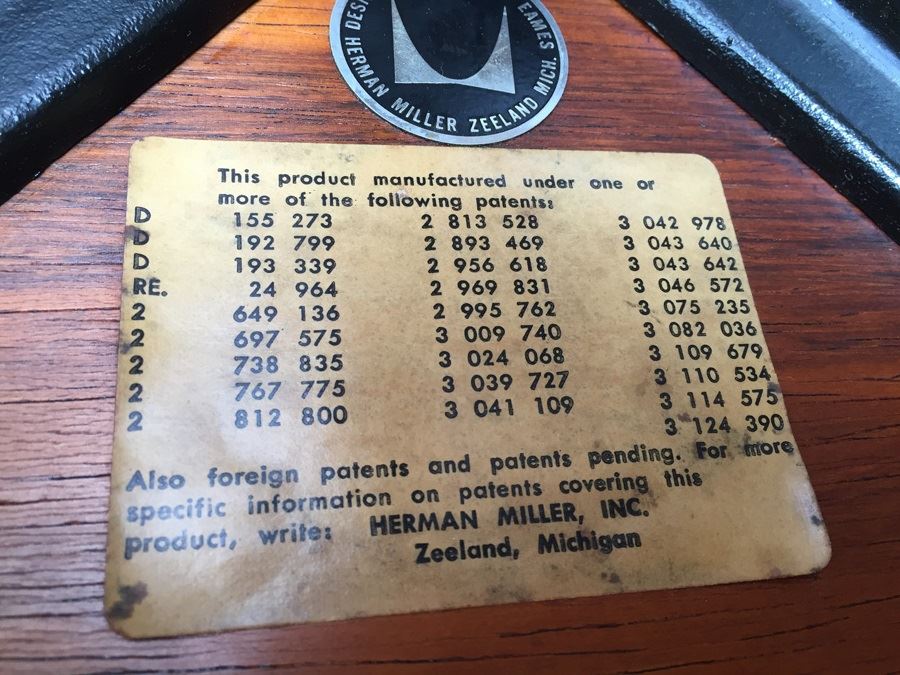 DESI
EAMES
HERMAN MILLER ZEELAND MICH.
This product manufactured under one or
more of the following patents:
D 155 273 2 813 528 3 042 978
D 192 799 2 893 469 3 043 640
D 193 339 2 956 618 3 043 642
RE. 24 964 2 969 831 3 046 572
2 649 136 2 995 762 3 075 235
2 697 575 3 009 740 3 082 036
2 738 835 3 024 068 3 109 679
2 767 775 3 039 727 3 110 534
2 812 800 3 041 109 3 114 575
3 124 390
Also foreign patents and patents pending. For more
specific information on patents covering this
product, write: HERMAN MILLER, INC.
Zeeland, Michigan